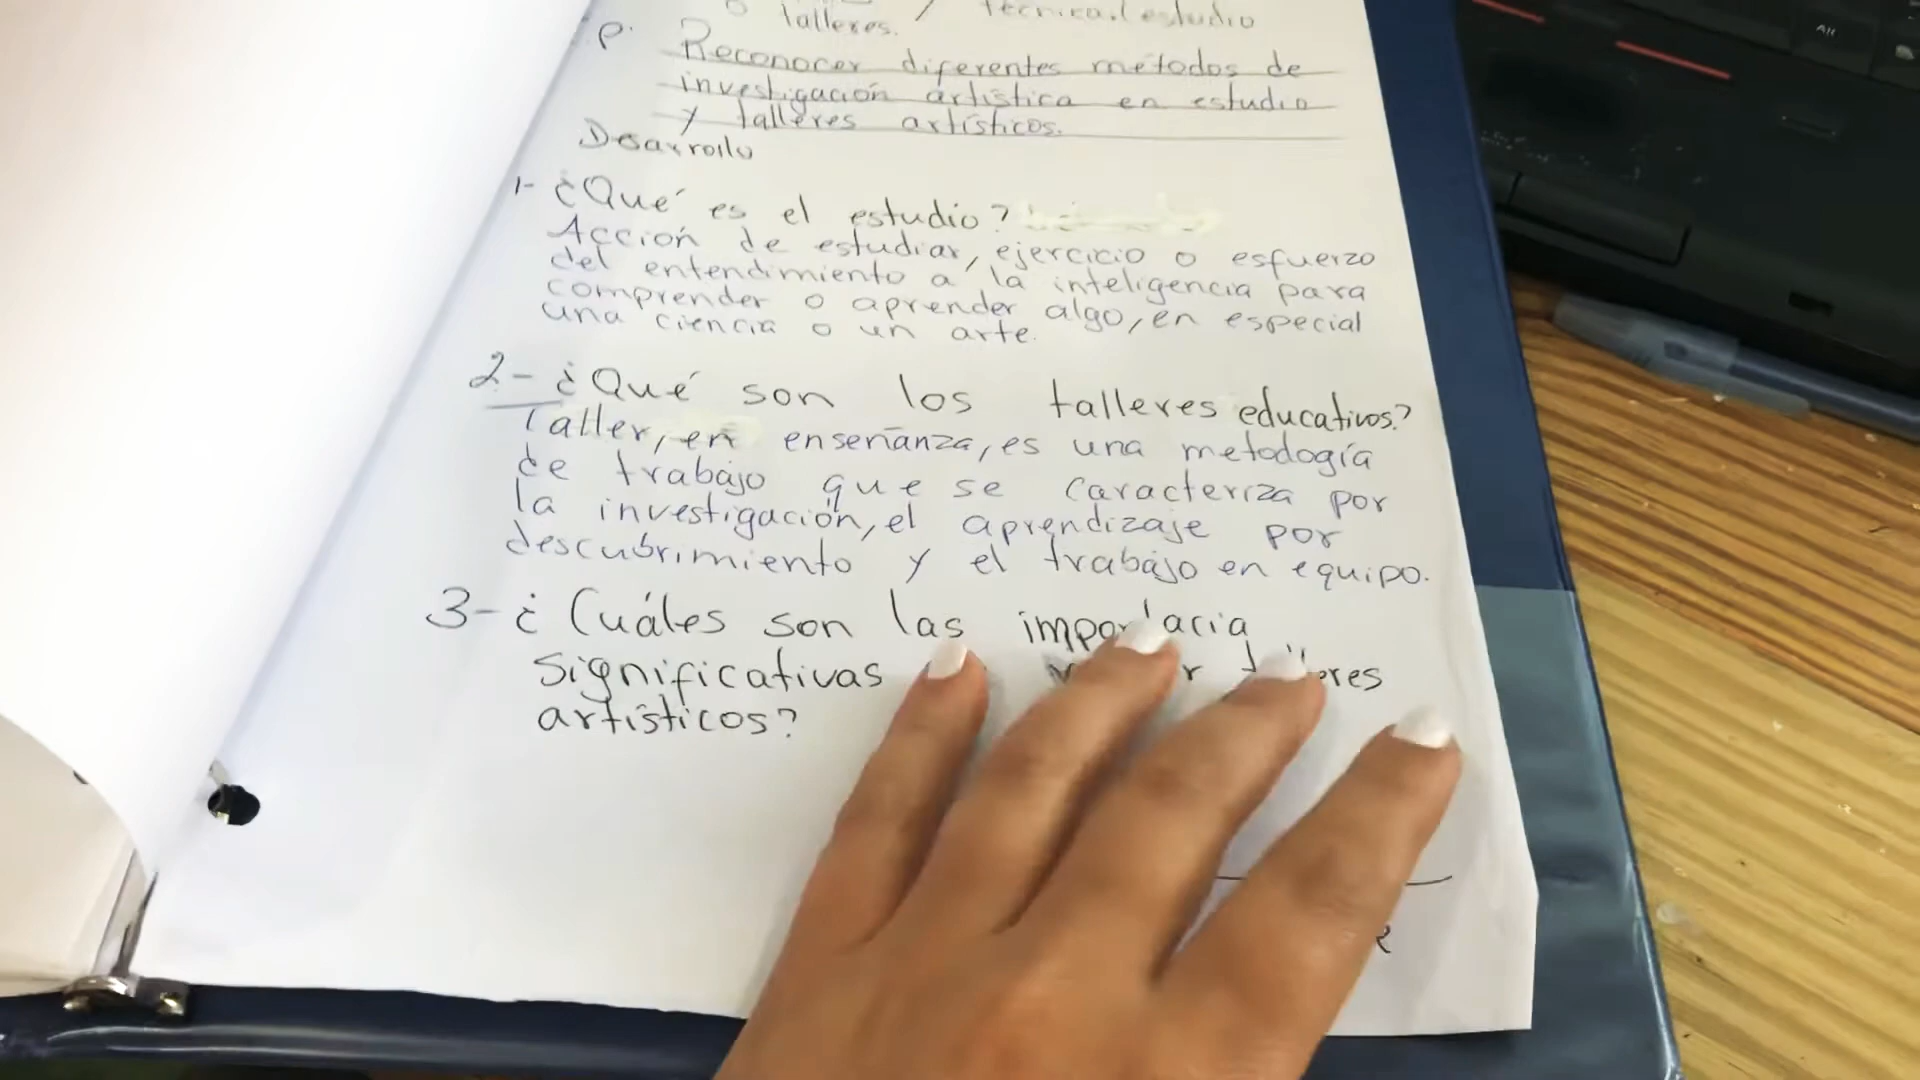 o talleres. / técnica. estudio
P. Reconocer diferentes métodos de
investigación artística en estudio
y talleres artísticos.
Desarrollo
1- ¿Qué es el estudio?
Acción de estudiar, ejercicio o esfuerzo
del entendimiento a la inteligencia para
comprender o aprender algo, en especial
una ciencia o un arte.
2- ¿Qué son los talleres educativos?
Taller, en enseñanza, es una metodogía
de trabajo que se caracteriza por
la investigación, el aprendizaje por
descubrimiento y el trabajo en equipo.
3- ¿Cuáles son las
significativas
artísticos?
Alt